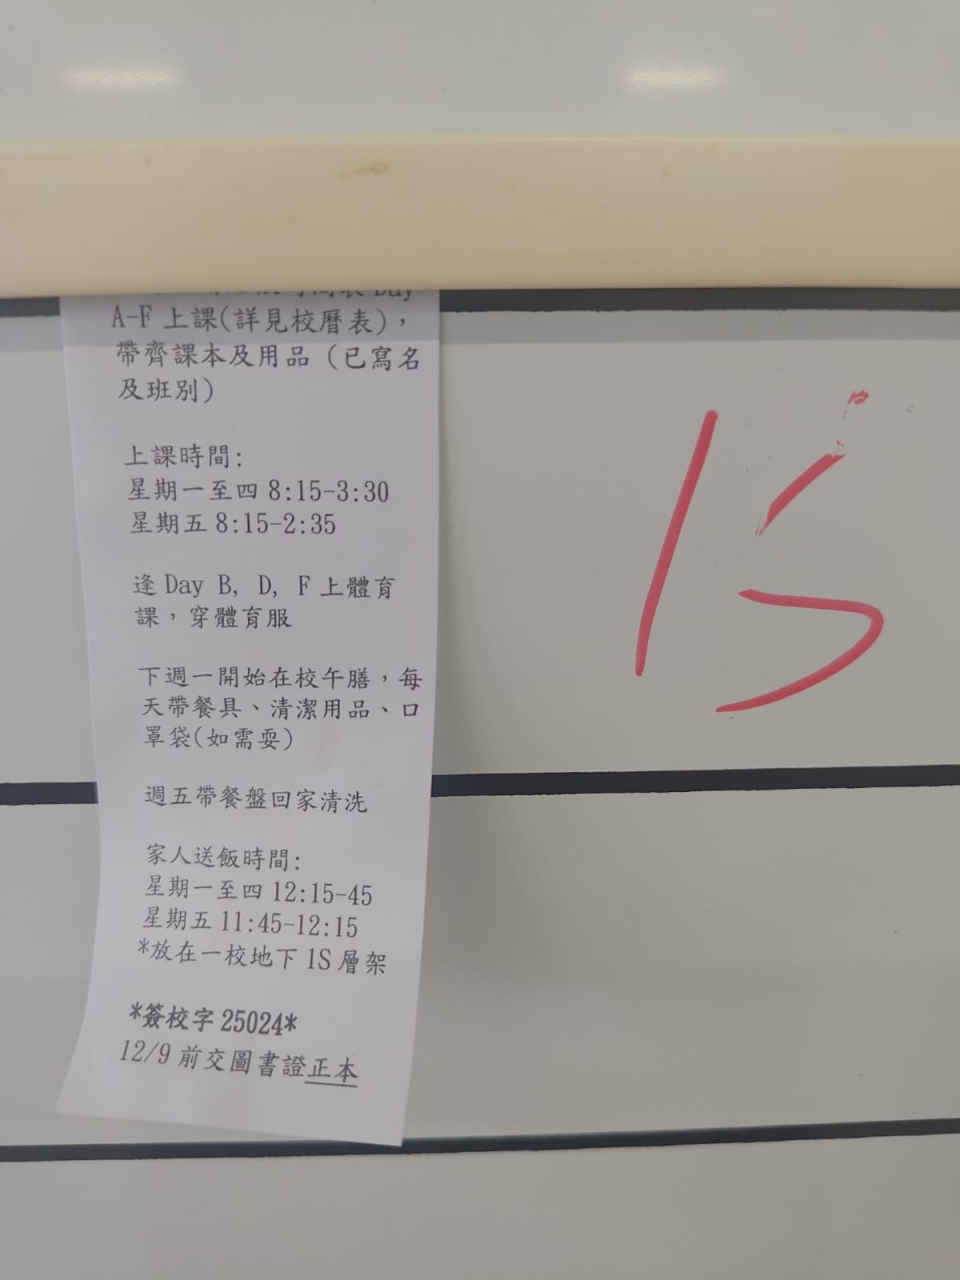 Day
A-F 上課(詳見校曆表)，
帶齊課本及用品（已寫名
及班別）
上課時間:
星期一至四 8:15-3:30
星期五 8:15-2:35
逢 Day B, D, F 上體育
課，穿體育服
下週一開始在校午膳，每
天帶餐具、清潔用品、口
罩袋(如需要)
週五帶餐盤回家清洗
家人送飯時間:
星期一至四 12:15-45
星期五 11:45-12:15
*放在一校地下 1S 層架
*簽校字 25024*
12/9 前交圖書證正本
1S